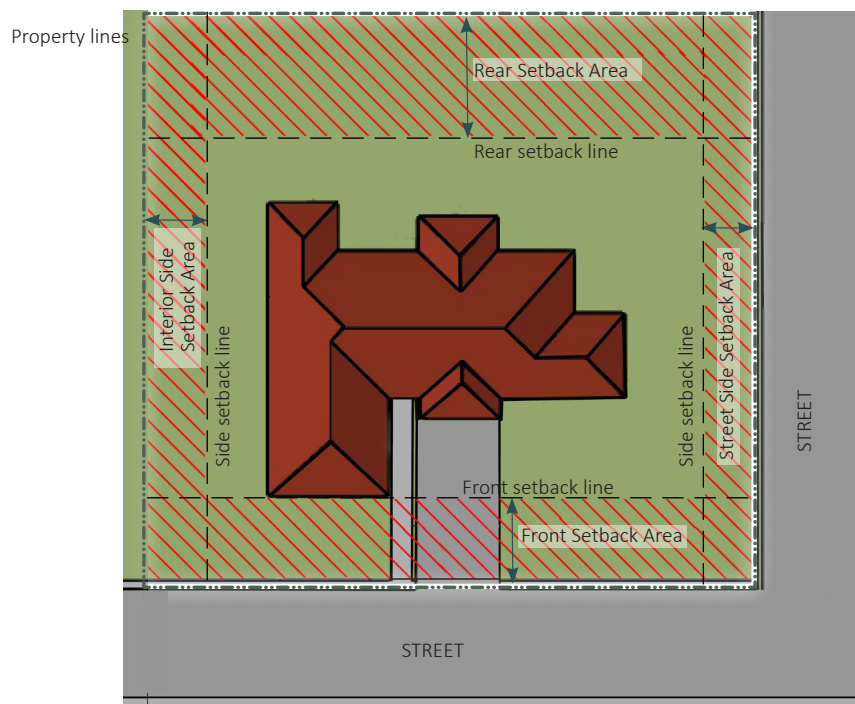 Property lines
Rear Setback Area
Rear setback line
Interior Side
Setback Area
Side setback line
Side setback line
Street Side Setback Area
STREET
Front setback line
Front Setback Area
STREET